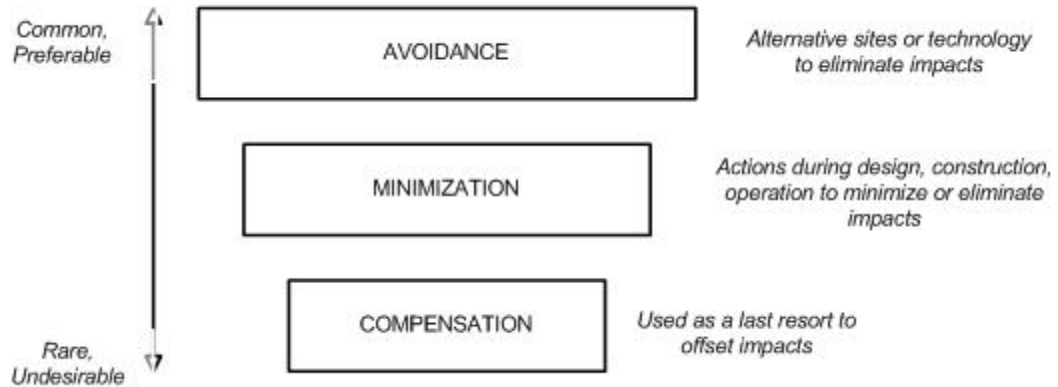 Common,
Preferable
AVOIDANCE
Alternative sites or technology
to eliminate impacts
MINIMIZATION
Actions during design, construction,
operation to minimize or eliminate
impacts
COMPENSATION
Used as a last resort to
offset impacts
Rare,
Undesirable